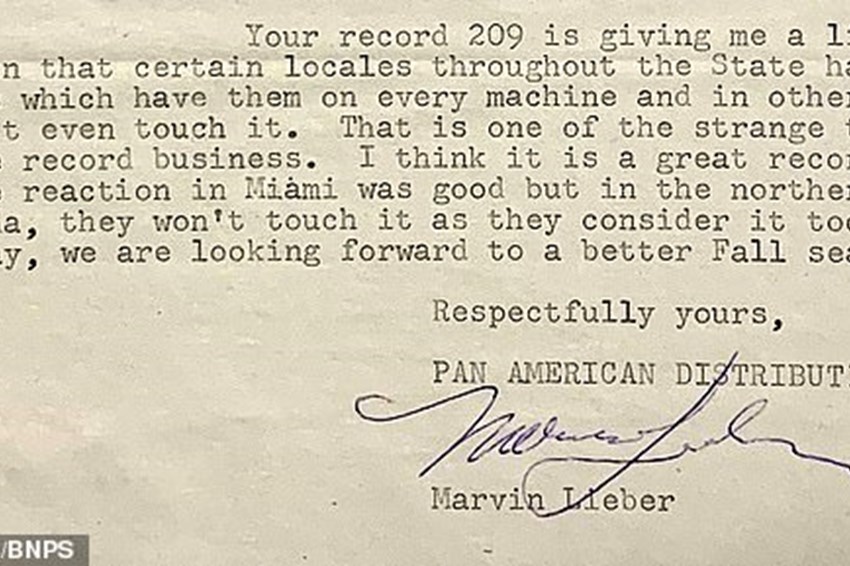 Your record 209 is giving me a li
n that certain locales throughout the State ha
which have them on every machine and in other
t even touch it. That is one of the strange t
e record business. I think it is a great recor
e reaction in Miami was good but in the norther
a, they won't touch it as they consider it too
y, we are looking forward to a better Fall sea
Respectfully yours,
PAN AMERICAN DISTRIBUT
Marvin Lieber
Marvin Lieber
/BNPS